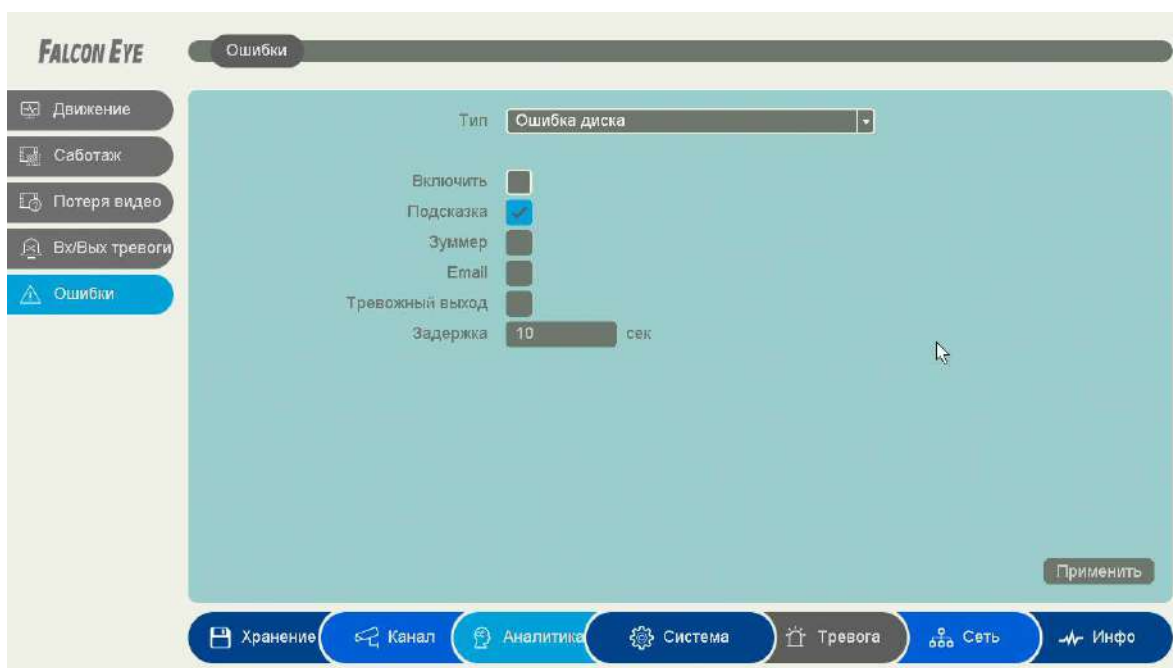 FALCON EYE
Ошибки
Движение
Саботаж
Потеря видео
Вх/Вых тревоги
Ошибки
Тип Ошибка диска
Включить
Подсказка
Зуммер
Email
Тревожный выход
Задержка 10 сек
Применить
Хранение Канал Аналитика Система Тревога Сеть Инфо